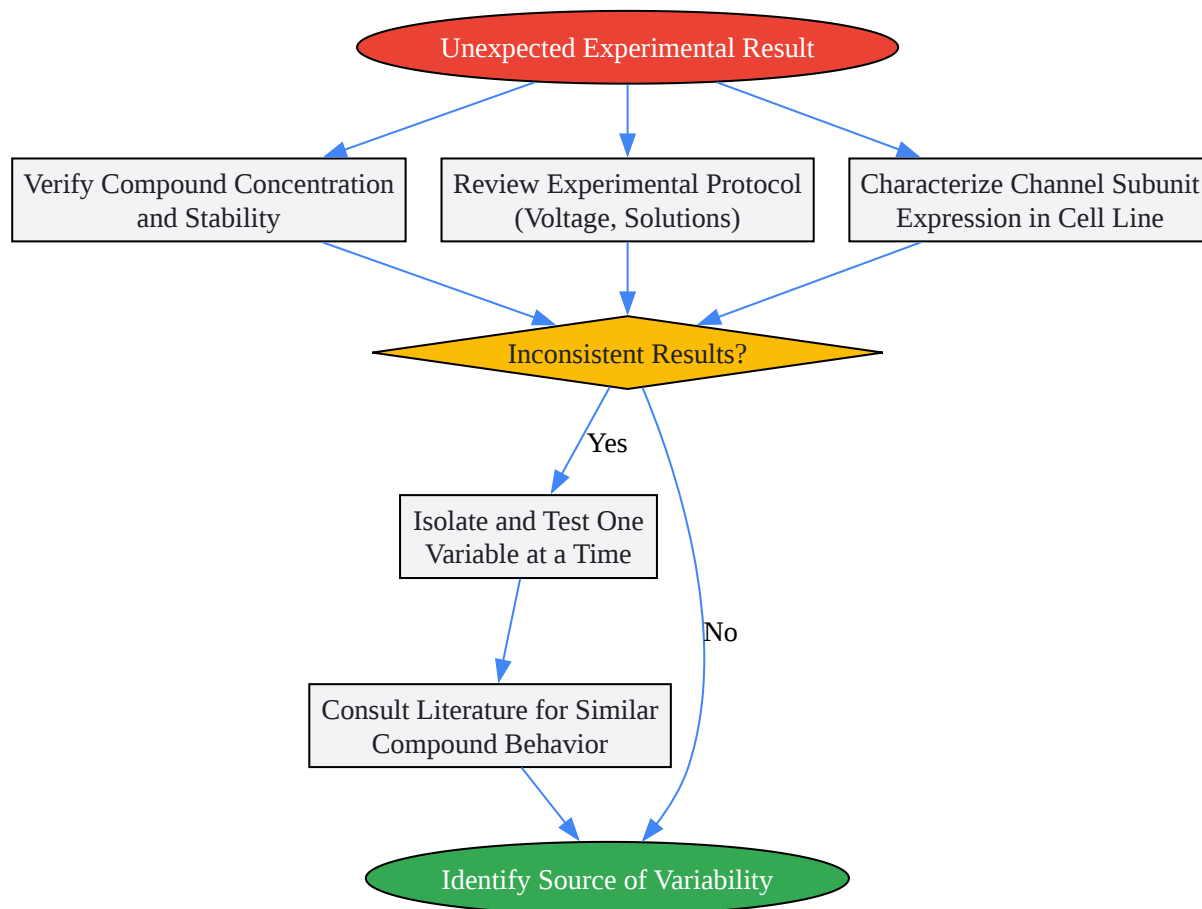 Unexpected Experimental Result
Verify Compound Concentration
and Stability
Review Experimental Protocol
(Voltage, Solutions)
Characterize Channel Subunit
Expression in Cell Line
Inconsistent Results?
Yes
Isolate and Test One
Variable at a Time
No
Consult Literature for Similar
Compound Behavior
Identify Source of Variability